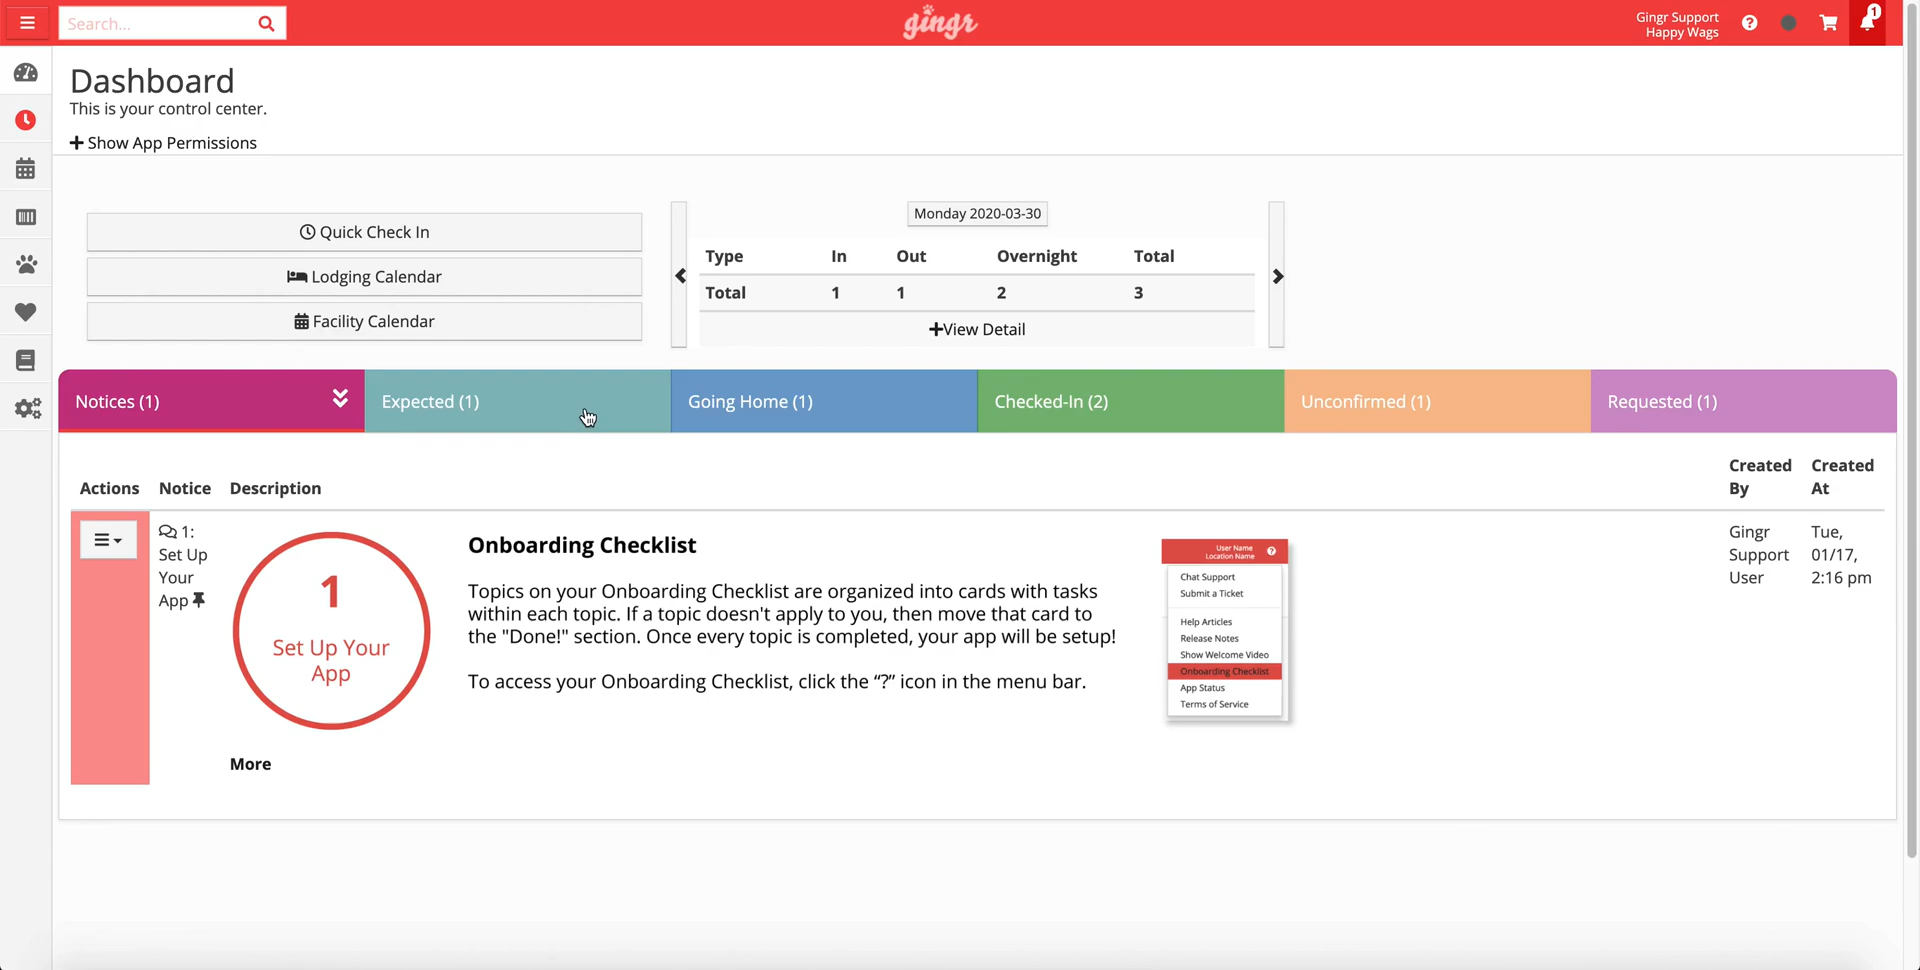 Search...
gingr
Gingr Support
Happy Wags
1
Dashboard
This is your control center.
Show App Permissions
Quick Check In
Lodging Calendar
Facility Calendar
Monday 2020-03-30
Type In Out Overnight Total
Total 1 1 2 3
View Detail
Notices (1) Expected (1) Going Home (1) Checked-In (2) Unconfirmed (1) Requested (1)
Actions Notice Description Created By Created At
1:
Set Up
Your
App
1
Set Up Your
App
Onboarding Checklist
Topics on your Onboarding Checklist are organized into cards with tasks
within each topic. If a topic doesn't apply to you, then move that card to
the "Done!" section. Once every topic is completed, your app will be setup!
To access your Onboarding Checklist, click the “?” icon in the menu bar.
More
User Name
Location Name
Chat Support
Submit a Ticket
Help Articles
Release Notes
Show Welcome Video
Onboarding Checklist
App Status
Terms of Service
Gingr
Support
User
Tue,
01/17,
2:16 pm